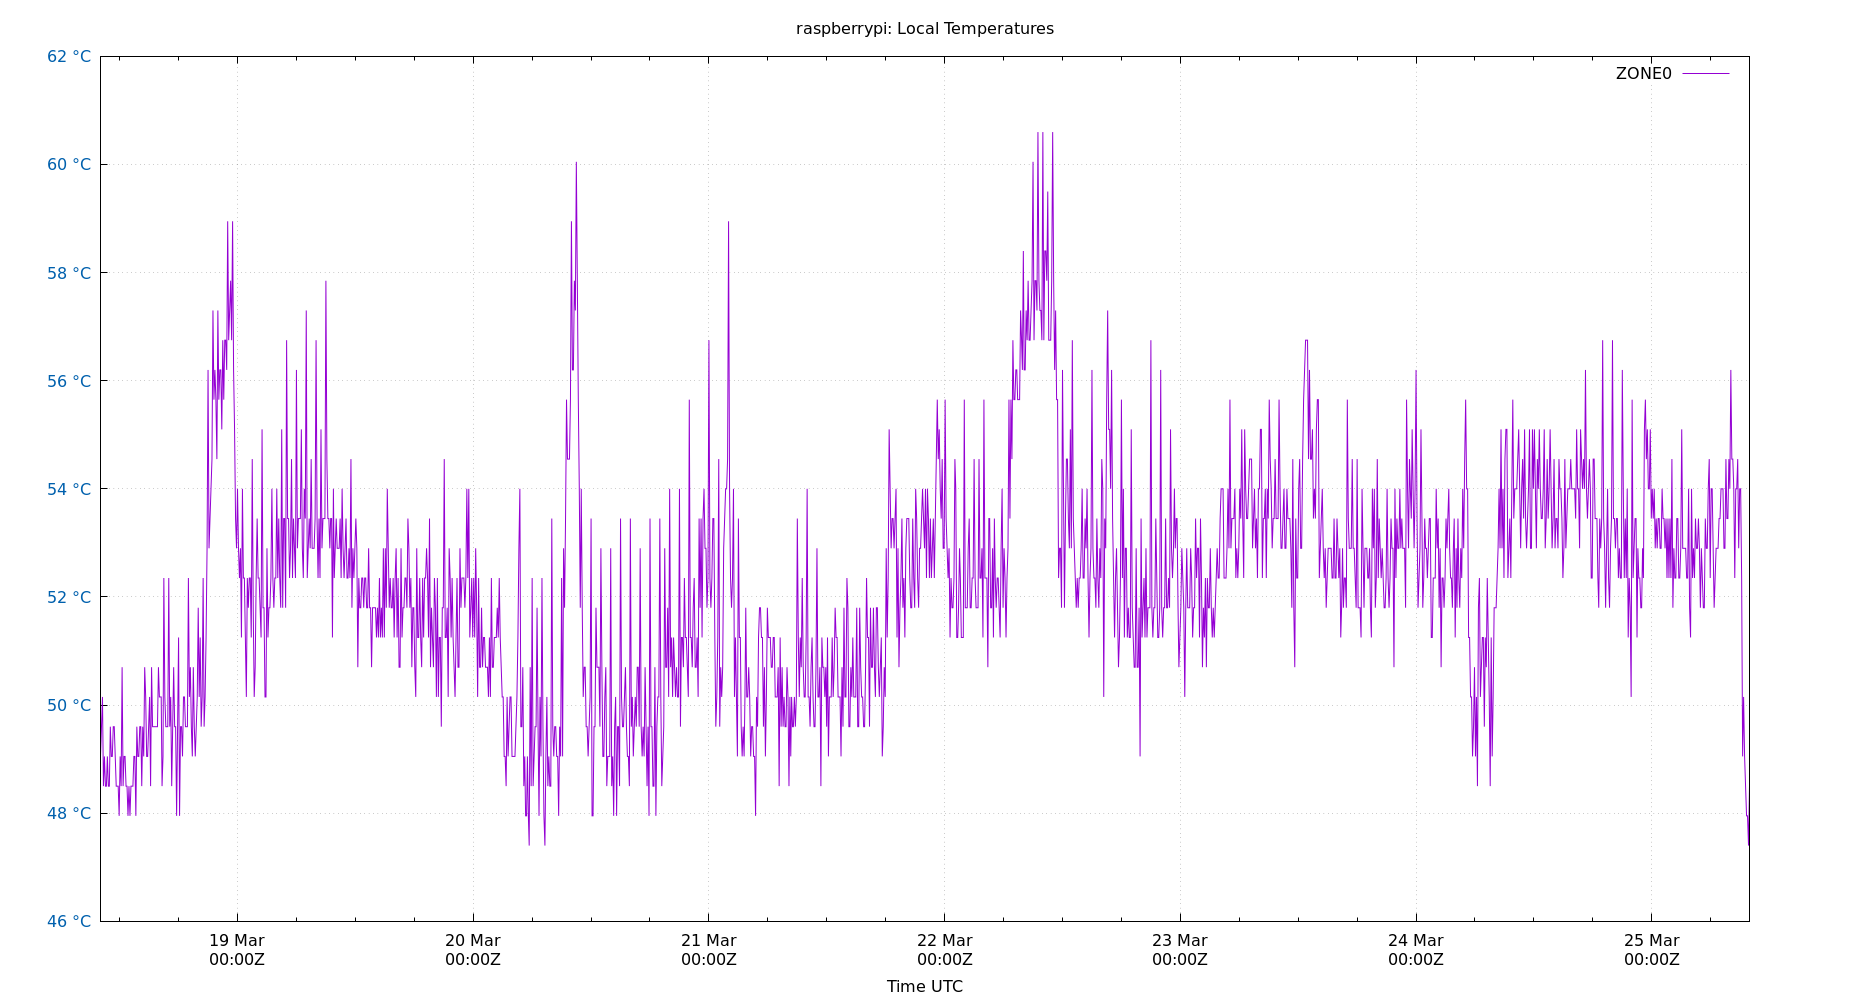 raspberrypi: Local Temperatures
62 °C
ZONE0
60 °C
58 °C
56 °C
54 °C
52 °C
50 °C
48 °C
46 °C
19 Mar 20 Mar 21 Mar 22 Mar 23 Mar 24 Mar 25 Mar
00:00Z 00:00Z 00:00Z 00:00Z 00:00Z 00:00Z 00:00Z
Time UTC